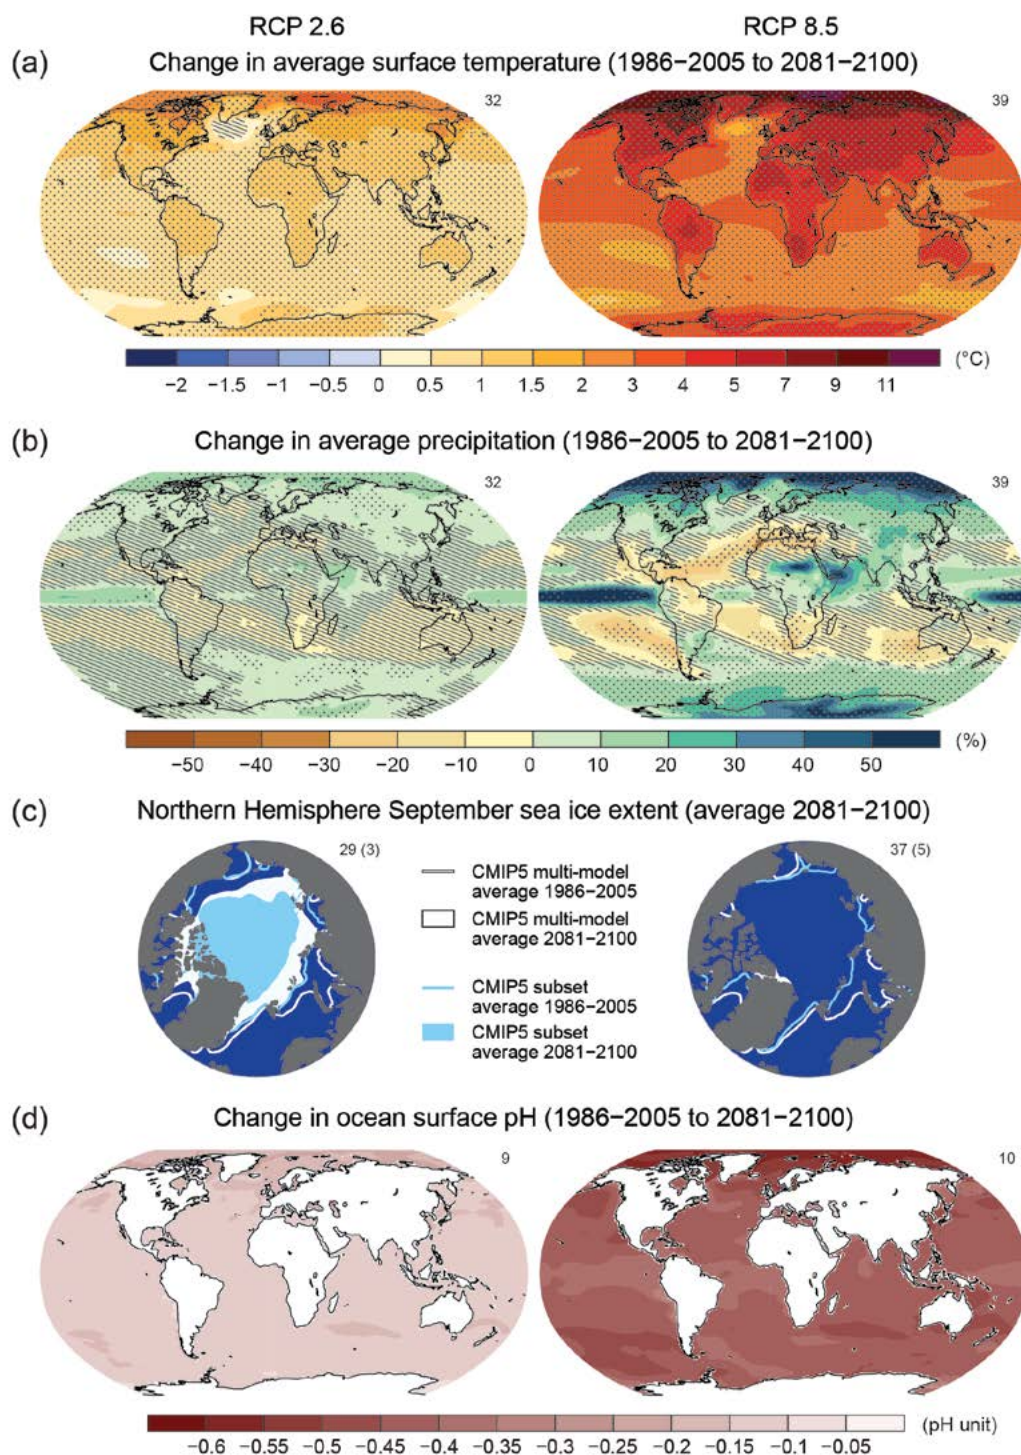 RCP 2.6 RCP 8.5
(a) Change in average surface temperature (1986−2005 to 2081−2100)
32 39
−2 −1.5 −1 −0.5 0 0.5 1 1.5 2 3 4 5 7 9 11 (°C)
(b) Change in average precipitation (1986−2005 to 2081−2100)
32 39
−50 −40 −30 −20 −10 0 10 20 30 40 50 (%)
(c) Northern Hemisphere September sea ice extent (average 2081−2100)
29 (3) 37 (5)
CMIP5 multi-model
average 1986−2005
CMIP5 multi-model
average 2081−2100
CMIP5 subset
average 1986−2005
CMIP5 subset
average 2081−2100
(d) Change in ocean surface pH (1986−2005 to 2081−2100)
9 10
−0.6 −0.55 −0.5 −0.45 −0.4 −0.35 −0.3 −0.25 −0.2 −0.15 −0.1 −0.05 (pH unit)